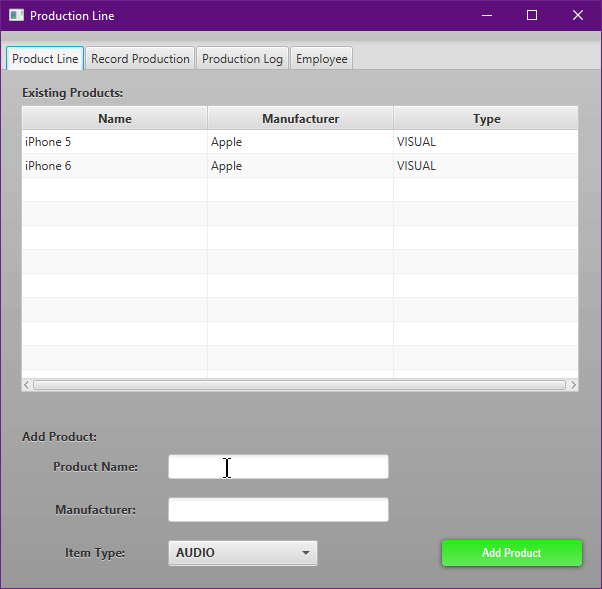 Production Line
Product Line Record Production Production Log Employee
Existing Products:
Name Manufacturer Type
iPhone 5 Apple VISUAL
iPhone 6 Apple VISUAL
Add Product:
Product Name:
Manufacturer:
Item Type: AUDIO Add Product